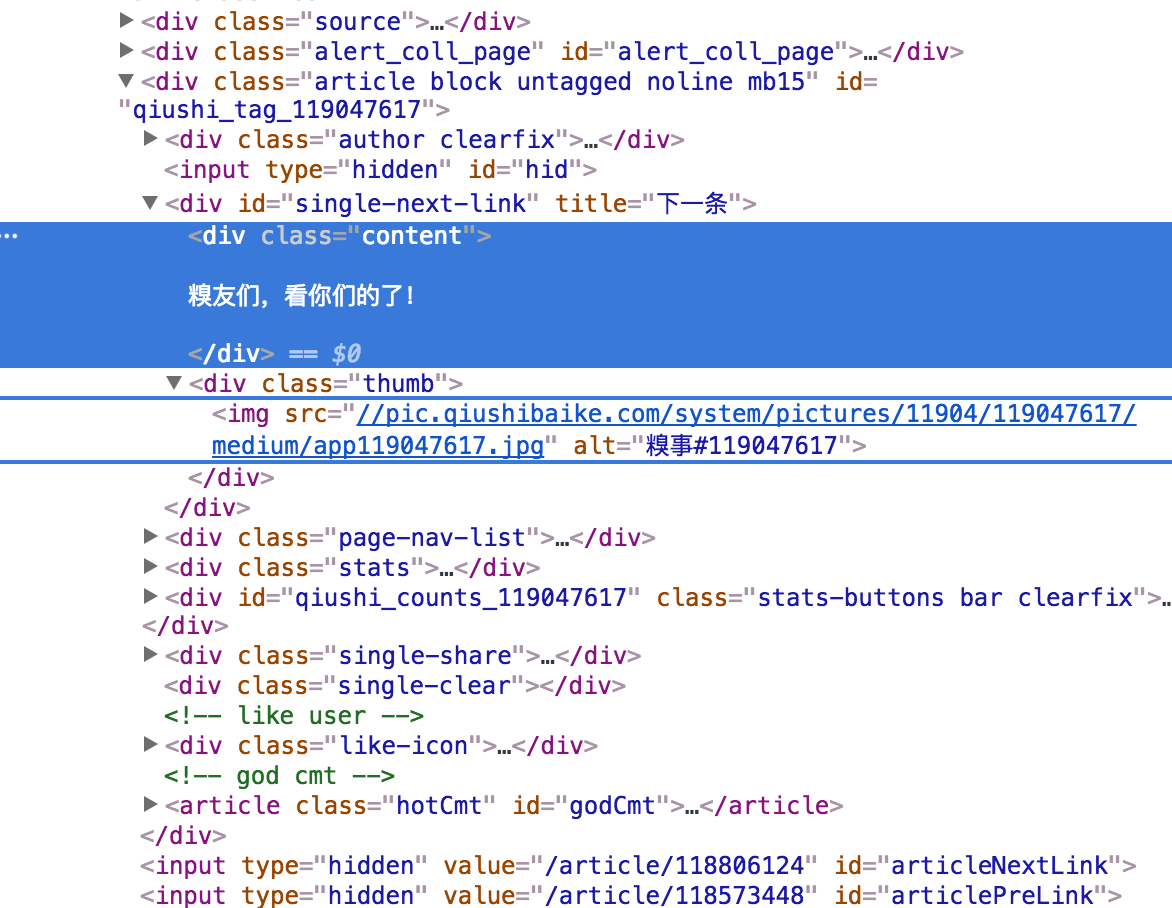 <div class="source">…</div>
<div class="alert_coll_page" id="alert_coll_page">…</div>
<div class="article block untagged noline mb15" id=
"qiushi_tag_119047617">
<div class="author clearfix">…</div>
<input type="hidden" id="hid">
<div id="single-next-link" title="下一条">
<div class="content">
糗友们，看你们的了！
</div> == $0
<div class="thumb">
<img src="//pic.qiushibaike.com/system/pictures/11904/119047617/
medium/app119047617.jpg" alt="糗事#119047617">
</div>
</div>
<div class="page-nav-list">…</div>
<div class="stats">…</div>
<div id="qiushi_counts_119047617" class="stats-buttons bar clearfix">…
</div>
<div class="single-share">…</div>
<div class="single-clear"></div>
<!-- like user -->
<div class="like-icon">…</div>
<!-- god cmt -->
<article class="hotCmt" id="godCmt">…</article>
</div>
<input type="hidden" value="/article/118806124" id="articleNextLink">
<input type="hidden" value="/article/118573448" id="articlePreLink">